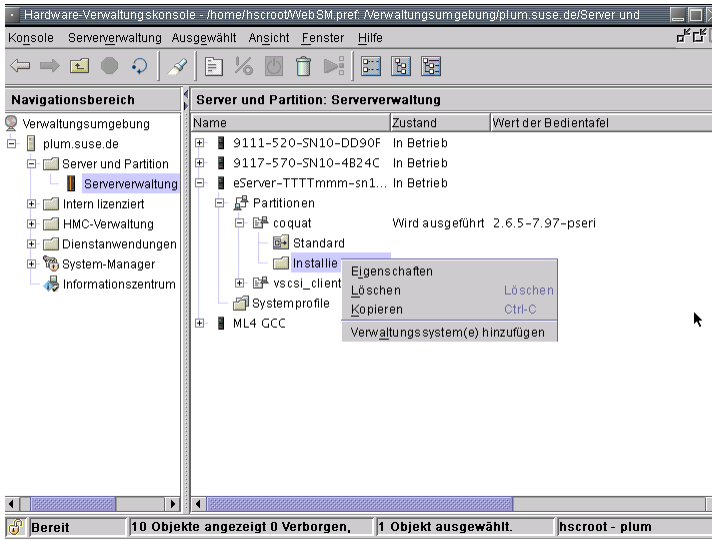 Hardware-Verwaltungskonsole - /home/hscroot/WebSM.pref: /Verwaltungsumgebung/plum.suse.de/Server und
Konsole Serververwaltung Ausgewählt Ansicht Fenster Hilfe
Navigationsbereich
Server und Partition: Serververwaltung
Verwaltungsumgebung
plum.suse.de
Server und Partition
Serververwaltung
Intern lizenziert
HMC-Verwaltung
Dienstanwendungen
System-Manager
Informationszentrum
Name Zustand Wert der Bedientafel
9111-520-SN10-DD90F In Betrieb
9117-570-SN10-4B24C In Betrieb
eServer-TTTTmmm-sn1... In Betrieb
Partitionen
coquat Wird ausgeführt 2.6.5-7.97-pseri
Standard
Installie
vscsi_client
Systemprofile
ML4 GCC
Eigenschaften
Löschen Löschen
Kopieren Ctrl-C
Verwaltungssystem(e) hinzufügen
Bereit 10 Objekte angezeigt 0 Verborgen. 1 Objekt ausgewählt. hscroot - plum